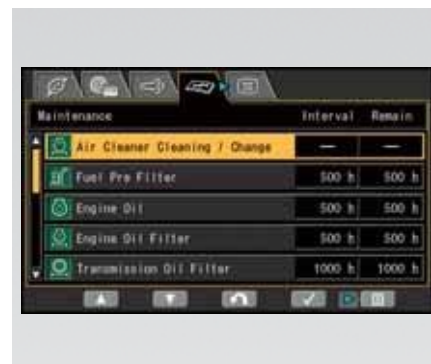 Maintenance Interval Remain
Air Cleaner Cleaning / Change — —
Fuel Pre Filter 500 h 500 h
Engine Oil 500 h 500 h
Engine Oil Filter 500 h 500 h
Transmission Oil Filter 1000 h 1000 h